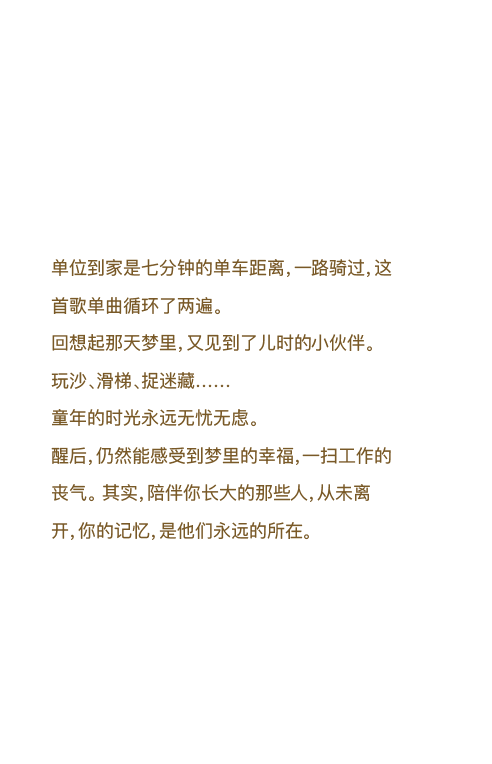 单位到家是七分钟的单车距离，一路骑过，这
首歌单曲循环了两遍。
回想起那天梦里，又见到了儿时的小伙伴。
玩沙、滑梯、捉迷藏……
童年的时光永远无忧无虑。
醒后，仍然能感受到梦里的幸福，一扫工作的
丧气。其实，陪伴你长大的那些人，从未离
开，你的记忆，是他们永远的所在。